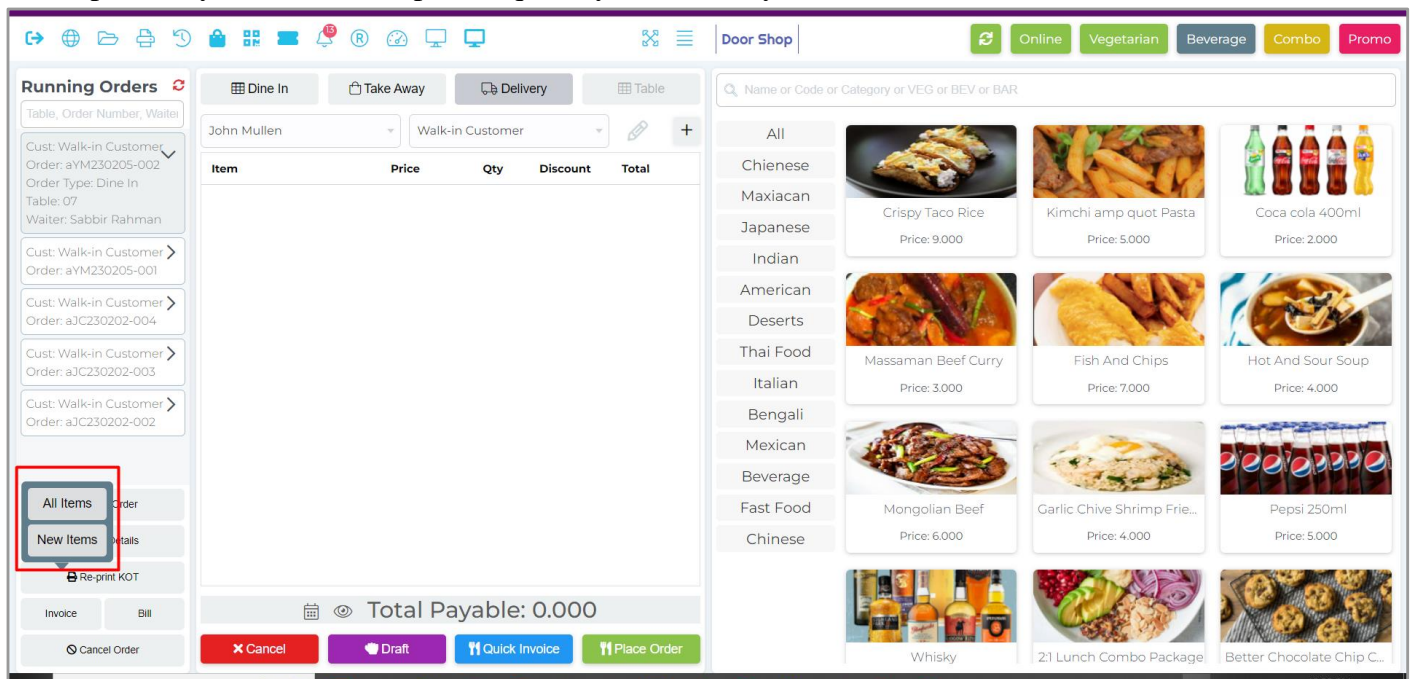 13
R
Door Shop
Online
Vegetarian
Beverage
Combo
Promo
Running Orders
Table, Order Number, Waiter
Cust: Walk-in Customer
Order: aYM230205-002
Order Type: Dine In
Table: 07
Waiter: Sabbir Rahman
Cust: Walk-in Customer
Order: aYM230205-001
Cust: Walk-in Customer
Order: aJC230202-004
Cust: Walk-in Customer
Order: aJC230202-003
Cust: Walk-in Customer
Order: aJC230202-002
All Items
Order
New Items
Details
Re-print KOT
Invoice
Bill
Cancel Order
Dine In
Take Away
Delivery
Table
John Mullen
Walk-in Customer
+
Item Price Qty Discount Total
Total Payable: 0.000
Cancel
Draft
Quick Invoice
Place Order
Name or Code or Category or VEG or BEV or BAR
All
Chienese
Maxiacan
Japanese
Indian
American
Deserts
Thai Food
Italian
Bengali
Mexican
Beverage
Fast Food
Chinese
Crispy Taco Rice
Price: 9.000
Kimchi amp quot Pasta
Price: 5.000
Coca cola 400ml
Price: 2.000
Massaman Beef Curry
Price: 3.000
Fish And Chips
Price: 7.000
Hot And Sour Soup
Price: 4.000
Mongolian Beef
Price: 6.000
Garlic Chive Shrimp Frie...
Price: 4.000
Pepsi 250ml
Price: 5.000
Whisky
2:1 Lunch Combo Package
Better Chocolate Chip C...